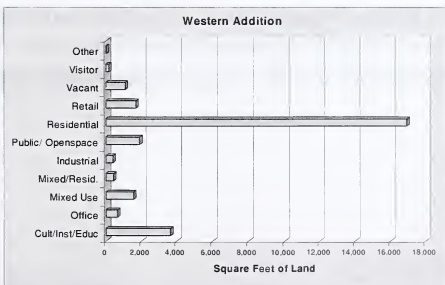 Western Addition
Other
Visitor
Vacant
Retail
Residential
Public/ Openspace
Industrial
Mixed/Resid.
Mixed Use
Office
Cult/Inst/Educ
0 2,000 4,000 6,000 8,000 10,000 12,000 14,000 16,000 18,000
Square Feet of Land